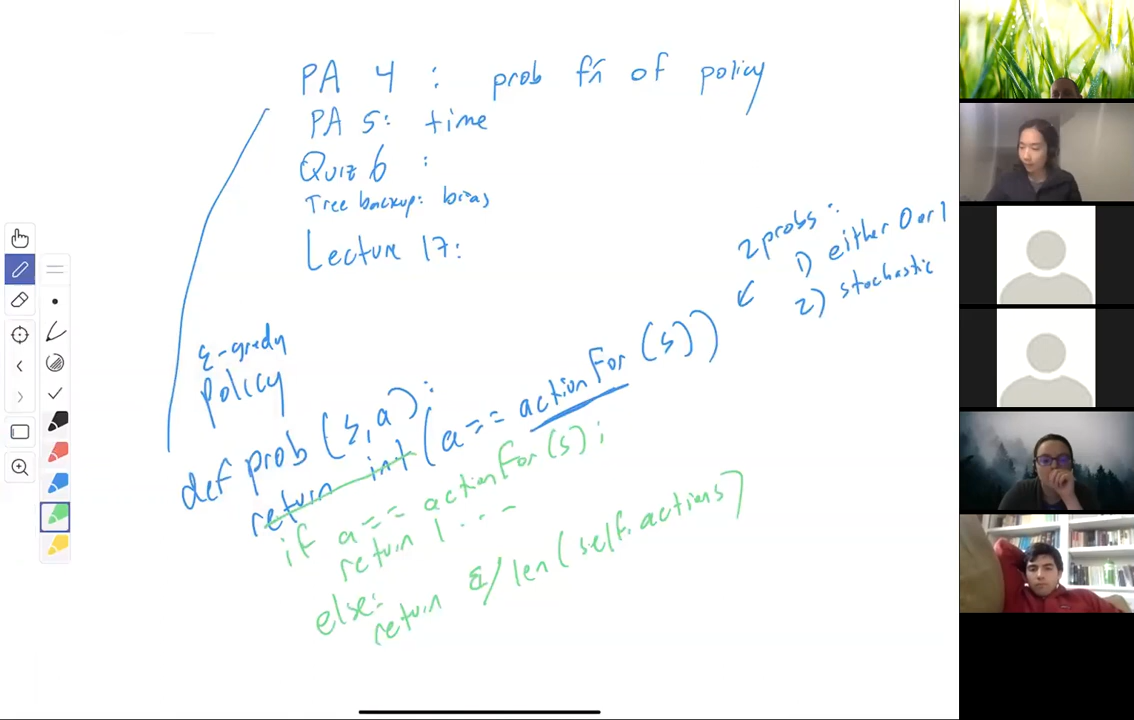 PA 4 : prob fn of policy
PA 5: time
Quiz 6 :
Tree backup: bias
Lecture 17:
2 probs:
1) either 0 or 1
2) stochastic
ε-greedy
policy
def prob (s,a):
return int (a == actionFor (s))
if a == actionFor (s):
return 1 ...
else:
return ε/len(self.actions)